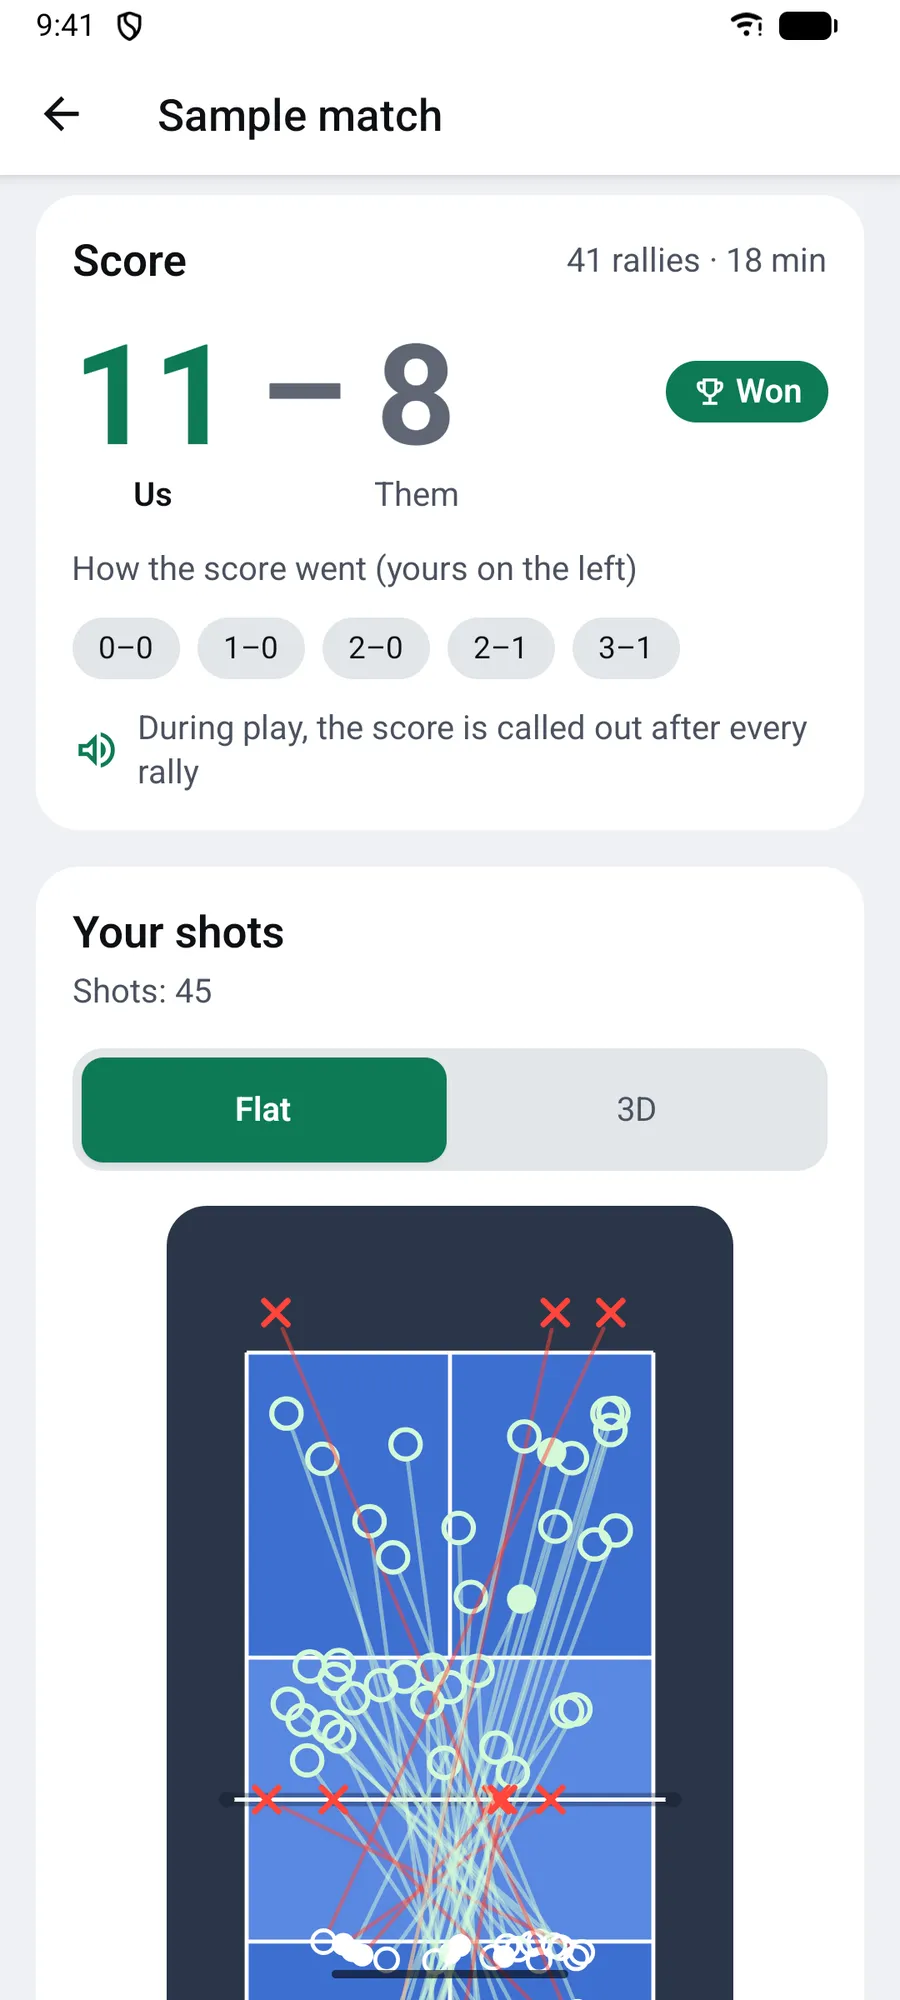 9:41
Sample match
Score
41 rallies · 18 min
11 – 8
Won
Us
Them
How the score went (yours on the left)
0–0
1–0
2–0
2–1
3–1
During play, the score is called out after every
rally
Your shots
Shots: 45
Flat
3D